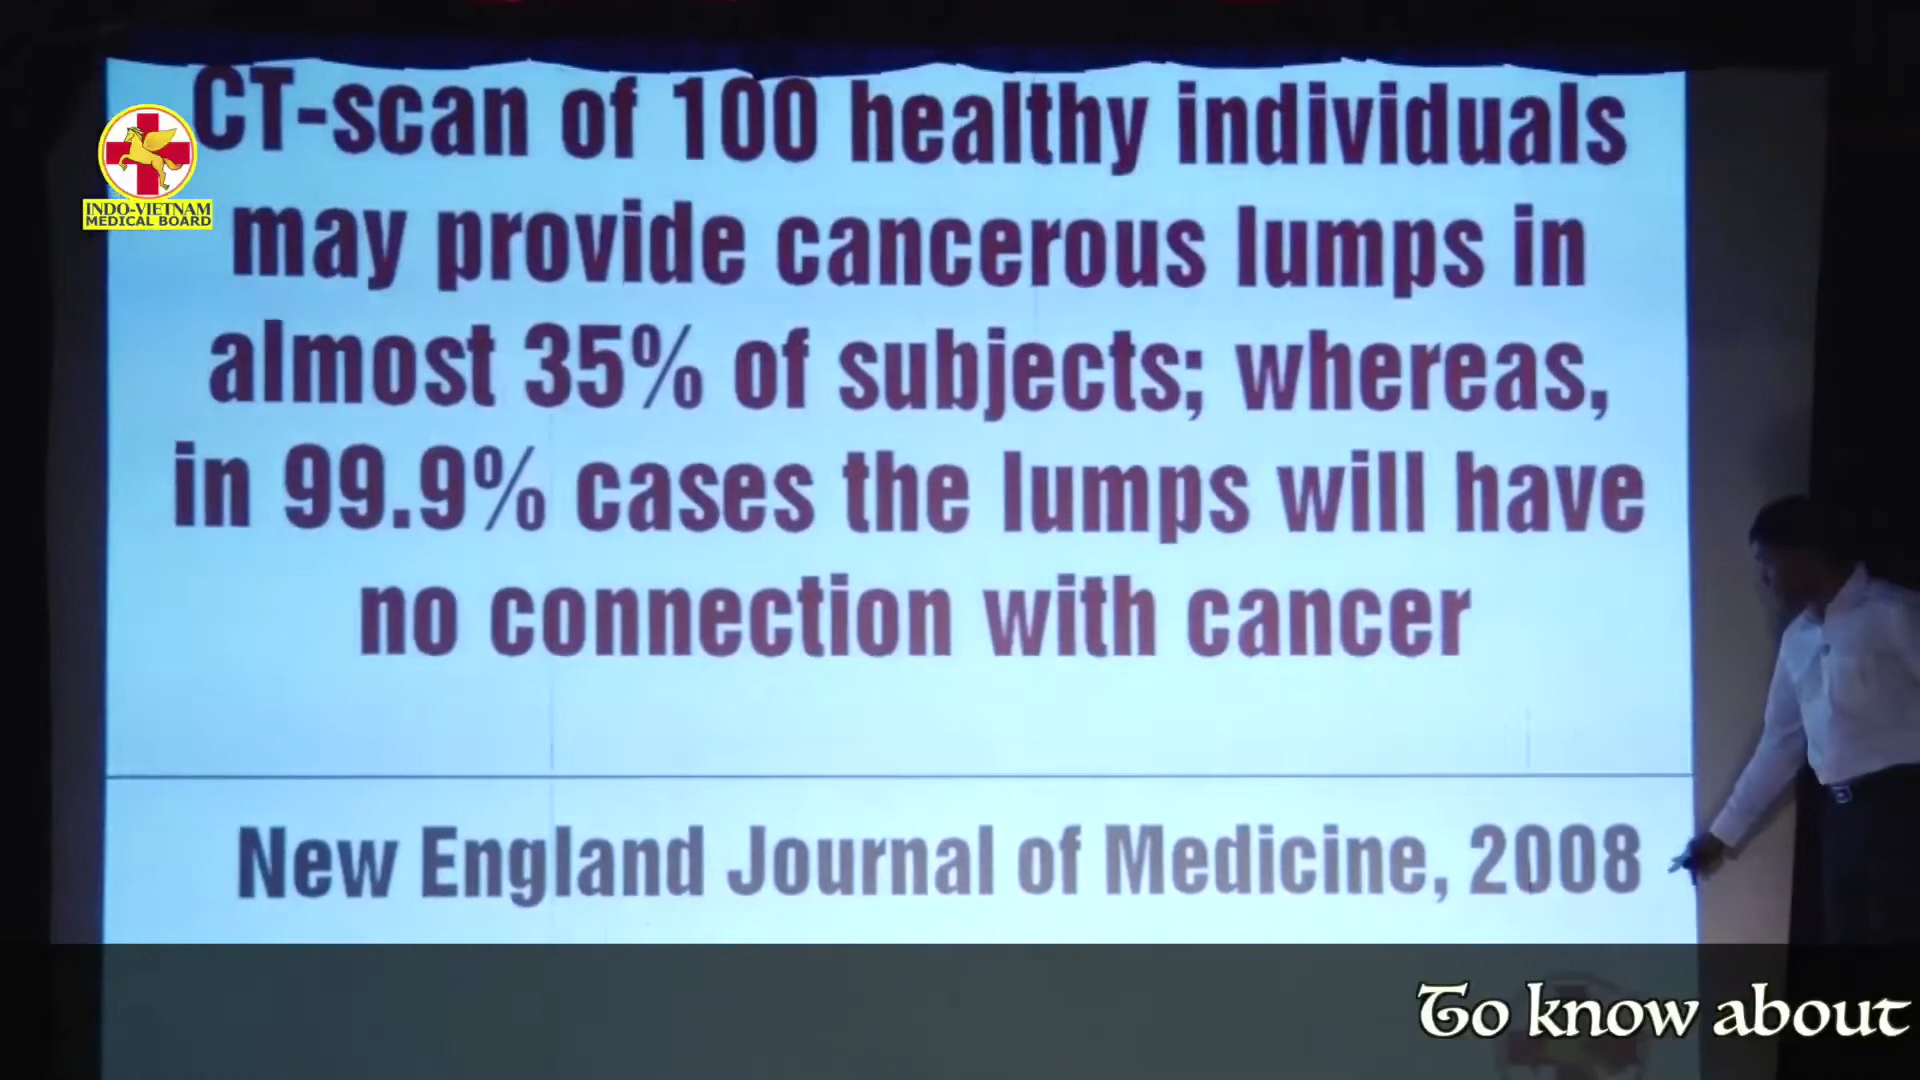 CT-scan of 100 healthy individuals
INDO-VIETNAM
MEDICAL BOARD
may provide cancerous lumps in
almost 35% of subjects; whereas,
in 99.9% cases the lumps will have
no connection with cancer
New England Journal of Medicine, 2008
To know about